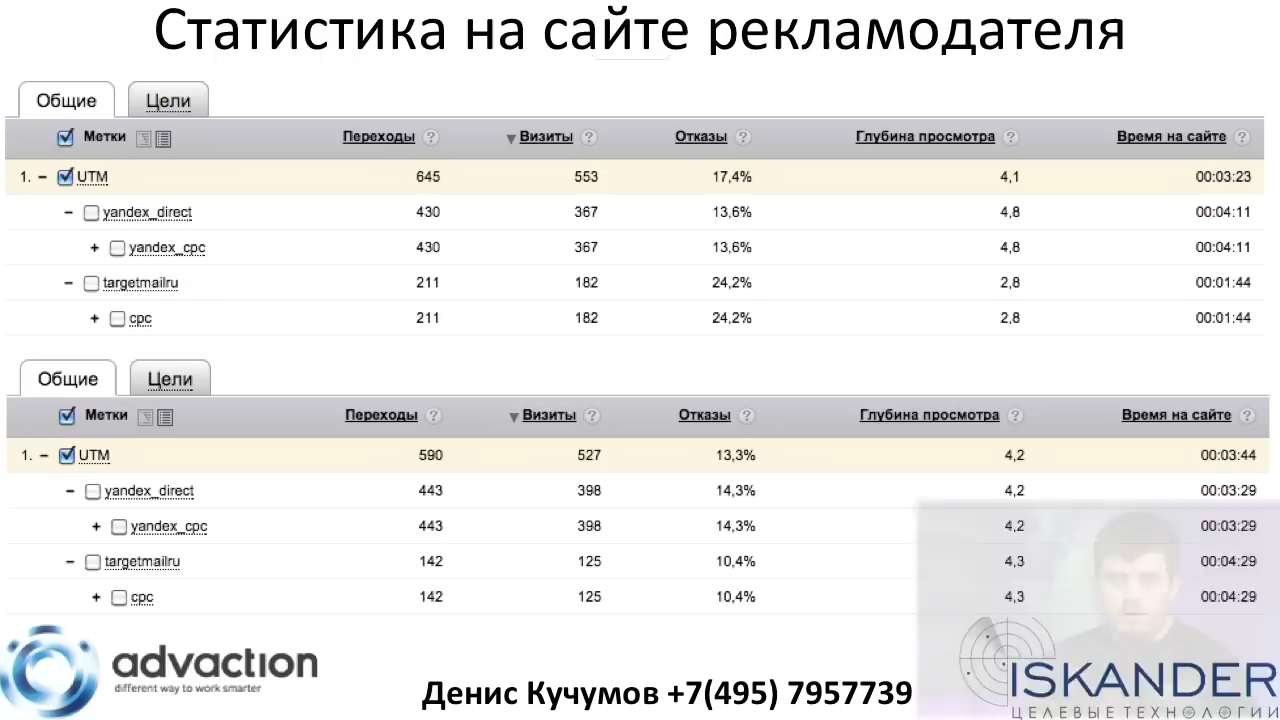 Статистика на сайте рекламодателя
Общие Цели
Метки Переходы ? ▼ Визиты ? Отказы ? Глубина просмотра ? Время на сайте ?
1. – UTM 645 553 17,4% 4,1 00:03:23
– yandex_direct 430 367 13,6% 4,8 00:04:11
+ yandex_cpc 430 367 13,6% 4,8 00:04:11
– targetmailru 211 182 24,2% 2,8 00:01:44
+ cpc 211 182 24,2% 2,8 00:01:44
Общие Цели
Метки Переходы ? ▼ Визиты ? Отказы ? Глубина просмотра ? Время на сайте ?
1. – UTM 590 527 13,3% 4,2 00:03:44
– yandex_direct 443 398 14,3% 4,2 00:03:29
+ yandex_cpc 443 398 14,3% 4,2 00:03:29
– targetmailru 142 125 10,4% 4,3 00:04:29
+ cpc 142 125 10,4% 4,3 00:04:29
advaction
different way to work smarter
Денис Кучумов +7(495) 7957739
ISKANDER
ЦЕЛЕВЫЕ ТЕХНОЛОГИИ